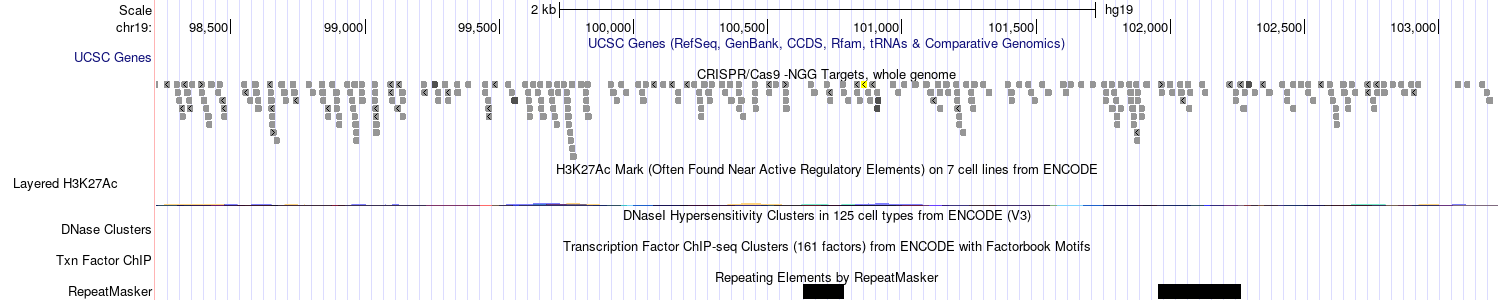 Scale 2 kb hg19
chr19: 98,500 99,000 99,500 100,000 100,500 101,000 101,500 102,000 102,500 103,000
UCSC Genes (RefSeq, GenBank, CCDS, Rfam, tRNAs & Comparative Genomics)
UCSC Genes
CRISPR/Cas9 -NGG Targets, whole genome
H3K27Ac Mark (Often Found Near Active Regulatory Elements) on 7 cell lines from ENCODE
Layered H3K27Ac
DNaseI Hypersensitivity Clusters in 125 cell types from ENCODE (V3)
DNase Clusters
Transcription Factor ChIP-seq Clusters (161 factors) from ENCODE with Factorbook Motifs
Txn Factor ChIP
Repeating Elements by RepeatMasker
RepeatMasker